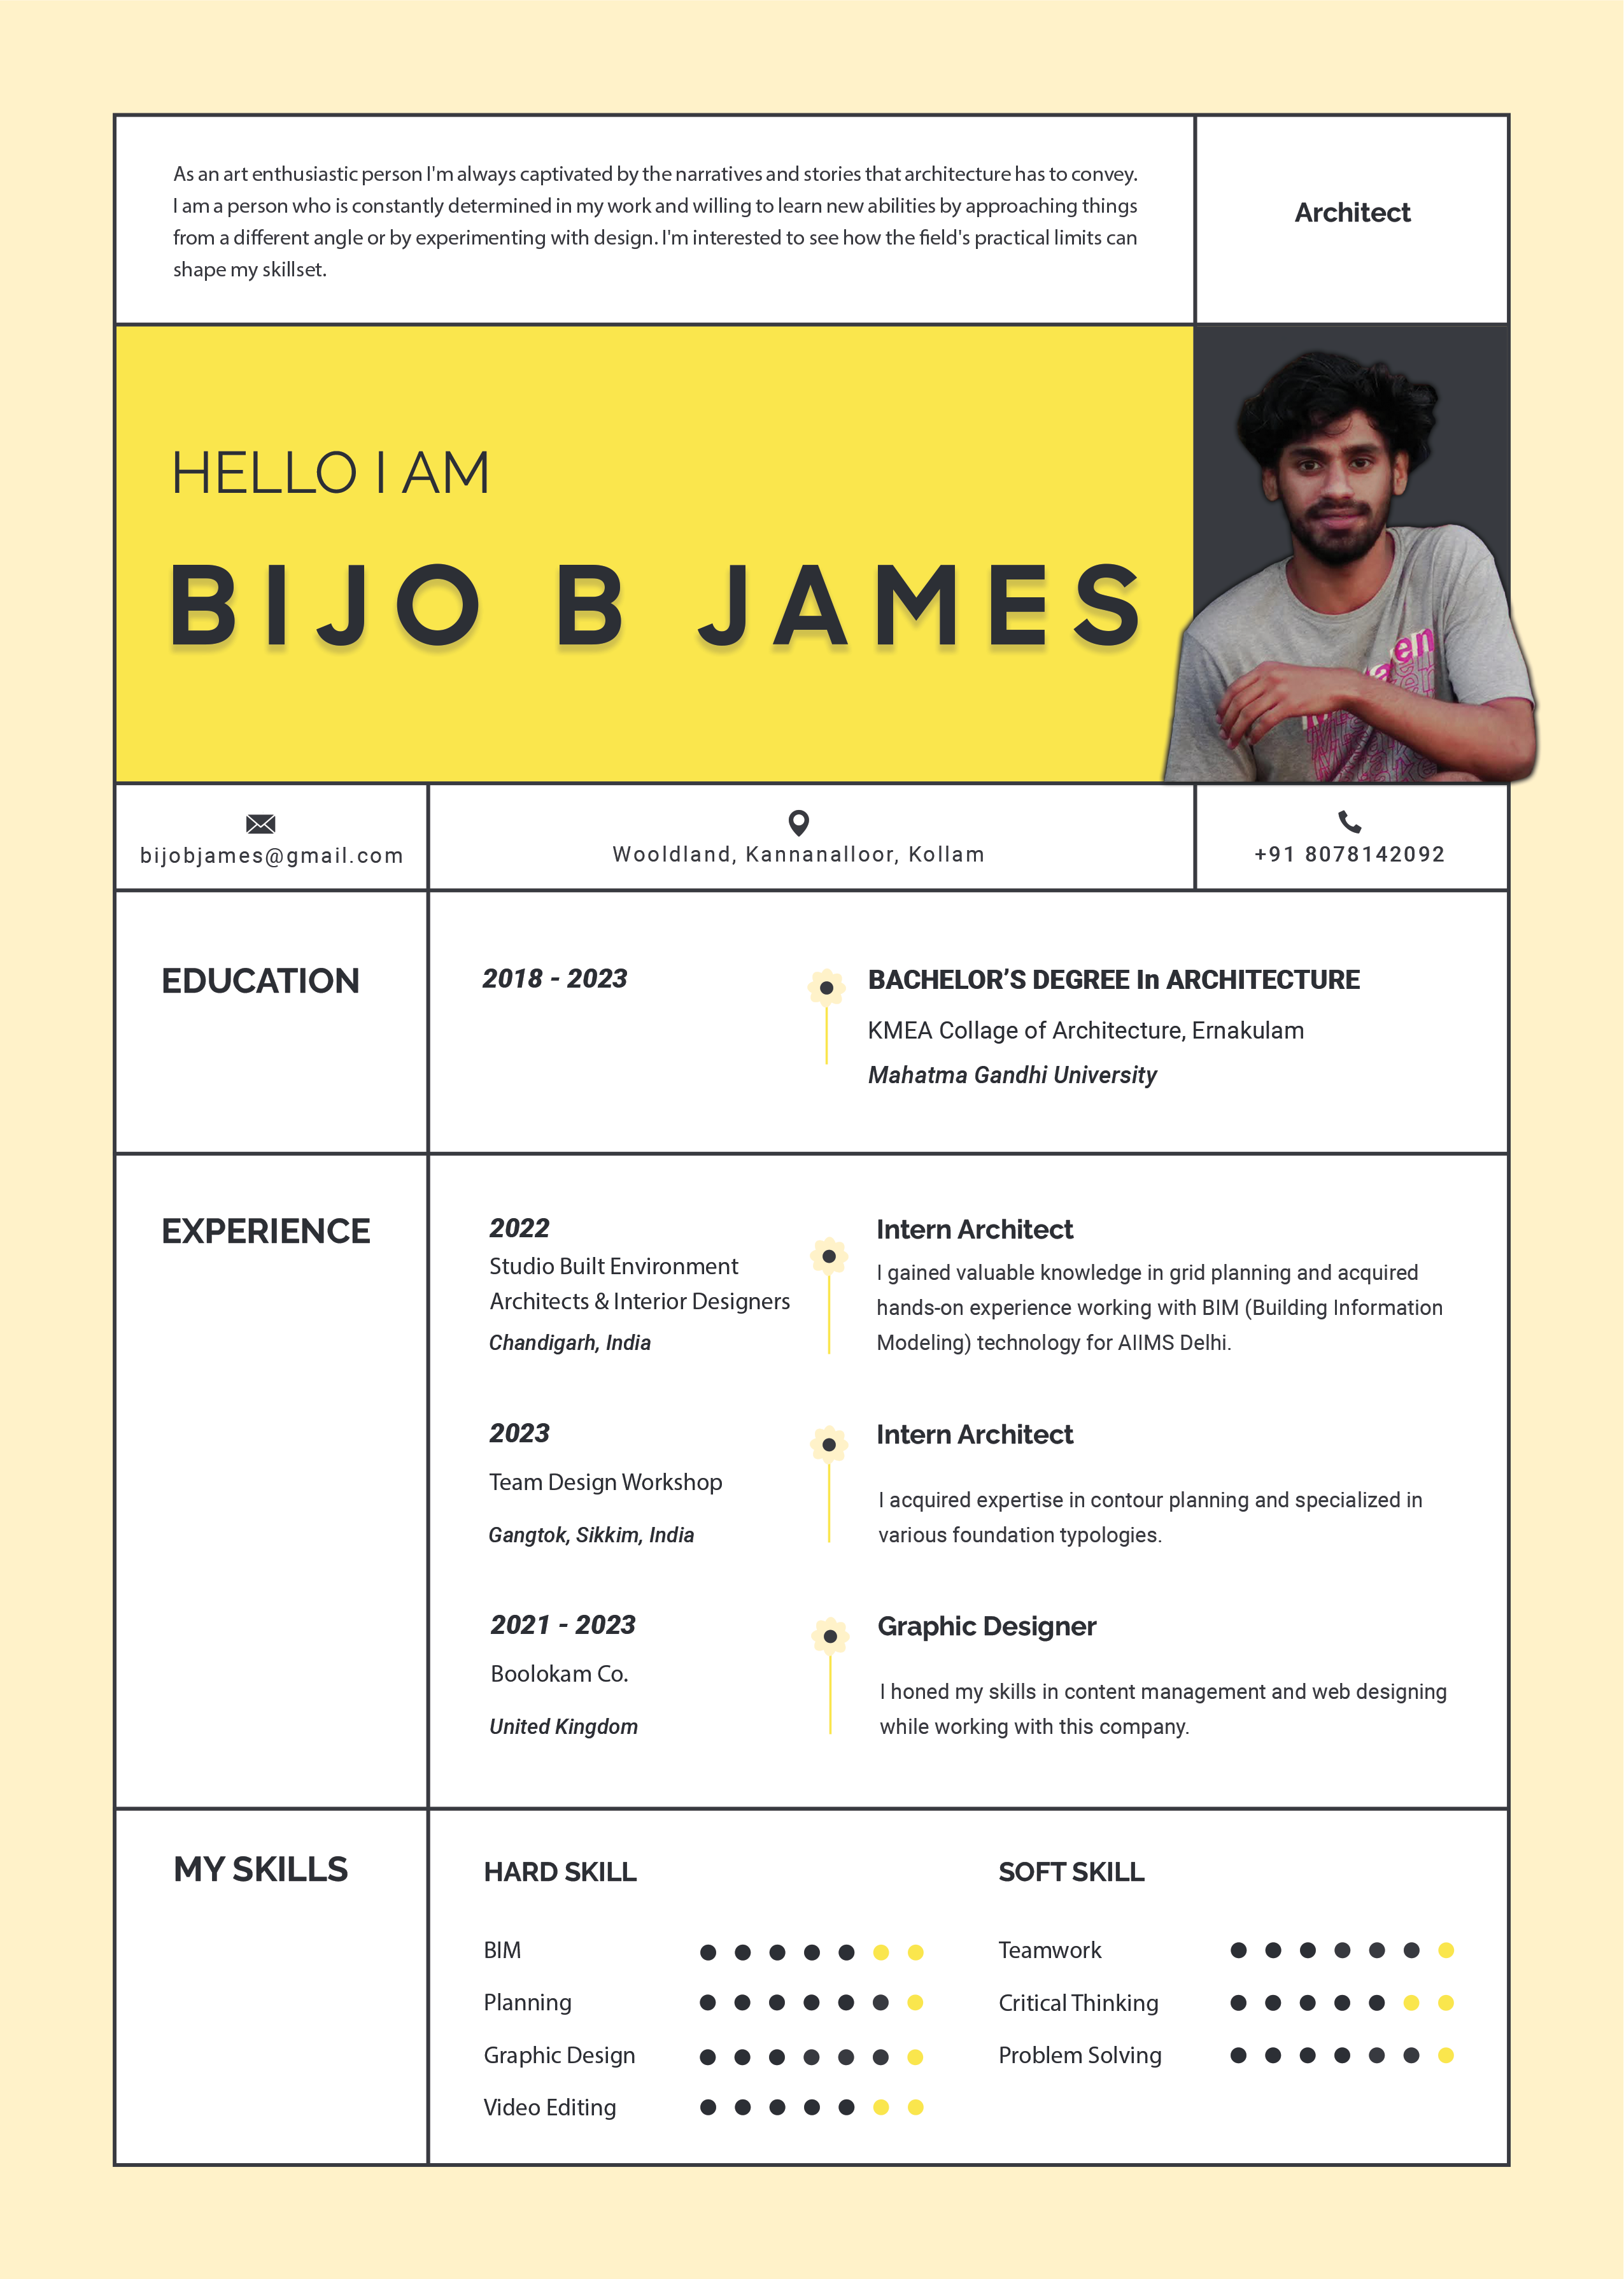 As an art enthusiastic person I'm always captivated by the narratives and stories that architecture has to convey.
I am a person who is constantly determined in my work and willing to learn new abilities by approaching things
from a different angle or by experimenting with design. I'm interested to see how the field's practical limits can
shape my skillset.
Architect
HELLO I AM
BIJO B JAMES
en
bijobjames@gmail.com
Wooldland, Kannanalloor, Kollam
+91 8078142092
EDUCATION
2018 - 2023
BACHELOR’S DEGREE In ARCHITECTURE
KMEA Collage of Architecture, Ernakulam
Mahatma Gandhi University
EXPERIENCE
2022
Studio Built Environment
Architects & Interior Designers
Chandigarh, India
Intern Architect
I gained valuable knowledge in grid planning and acquired
hands-on experience working with BIM (Building Information
Modeling) technology for AIIMS Delhi.
2023
Team Design Workshop
Gangtok, Sikkim, India
Intern Architect
I acquired expertise in contour planning and specialized in
various foundation typologies.
2021 - 2023
Boolokam Co.
United Kingdom
Graphic Designer
I honed my skills in content management and web designing
while working with this company.
MY SKILLS
HARD SKILL
BIM
Planning
Graphic Design
Video Editing
SOFT SKILL
Teamwork
Critical Thinking
Problem Solving